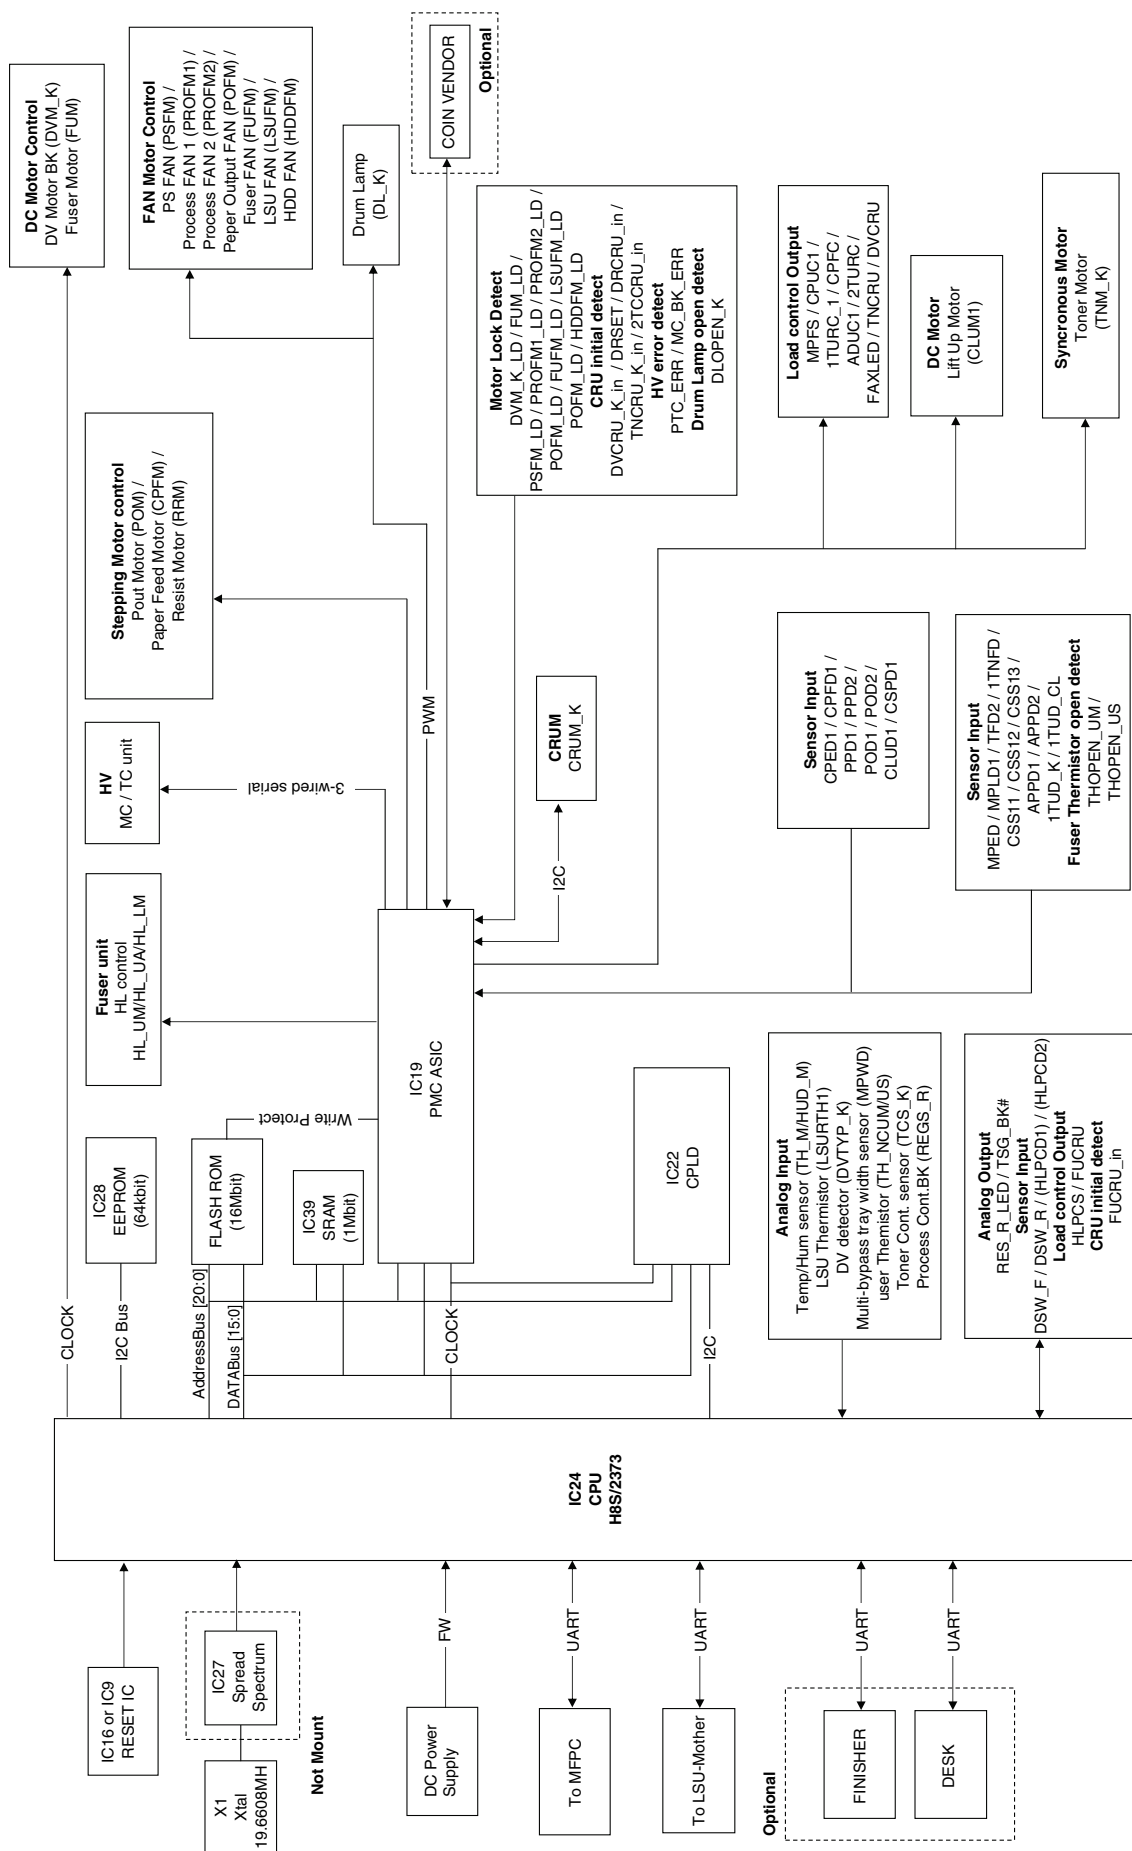 IC16 or IC9
RESET IC
X1
Xtal
19.6608MH
IC27
Spread
Spectrum
Not Mount
DC Power
Supply
FW
To MFPC
UART
To LSU-Mother
UART
Optional
FINISHER
UART
DESK
UART
IC24
CPU
H8S/2373
CLOCK
I2C Bus
AddressBus [20:0]
DATABus [15:0]
CLOCK
I2C
IC28
EEPROM
(64kbit)
FLASH ROM
(16Mbit)
Write Protect
IC39
SRAM
(1Mbit)
IC19
PMC ASIC
IC22
CPLD
Analog Input
Temp/Hum sensor (TH_M/HUD_M)
LSU Thermistor (LSURTH1)
DV detector (DVTYP_K)
Multi-bypass tray width sensor (MPWD)
user Themistor (TH_NCUM/US)
Toner Cont. sensor (TCS_K)
Process Cont.BK (REGS_R)
Analog Output
RES_R_LED / TSG_BK#
Sensor Input
DSW_F / DSW_R / (HLPCD1) / (HLPCD2)
Load control Output
HLPCS / FUCRU
CRU initial detect
FUCRU_in
Fuser unit
HL control
HL_UM/HL_UA/HL_LM
HV
MC / TC unit
3-wired serial
Stepping Motor control
Pout Motor (POM) /
Paper Feed Motor (CPFM) /
Resist Motor (RRM)
PWM
I2C
CRUM
CRUM_K
Sensor Input
CPED1 / CPFD1 /
PPD1 / PPD2 /
POD1 / POD2 /
CLUD1 / CSPD1
Sensor Input
MPED / MPLD1 / TFD2 / 1TNFD /
CSS11 / CSS12 / CSS13 /
APPD1 / APPD2 /
1TUD_K / 1TUD_CL
Fuser Thermistor open detect
THOPEN_UM /
THOPEN_US
DC Motor Control
DV Motor BK (DVM_K) /
Fuser Motor (FUM)
FAN Motor Control
PS FAN (PSFM) /
Process FAN 1 (PROFM1) /
Process FAN 2 (PROFM2) /
Peper Output FAN (POFM) /
Fuser FAN (FUFM) /
LSU FAN (LSUFM) /
HDD FAN (HDDFM)
Drum Lamp
(DL_K)
COIN VENDOR
Optional
Motor Lock Detect
DVM_K_LD / FUM_LD /
PSFM_LD / PROFM1_LD / PROFM2_LD /
POFM_LD / FUFM_LD / LSUFM_LD
POFM_LD / HDDFM_LD
CRU initial detect
DVCRU_K_in / DRSET / DRCRU_in /
TNCRU_K_in / 2TCCRU_in
HV error detect
PTC_ERR / MC_BK_ERR
Drum Lamp open detect
DLOPEN_K
Load control Output
MPFS / CPUC1 /
1TURC_1 / CPFC /
ADUC1 / 2TURC /
FAXLED / TNCRU / DVCRU
DC Motor
Lift Up Motor
(CLUM1)
Syncronous Motor
Toner Motor
(TNM_K)